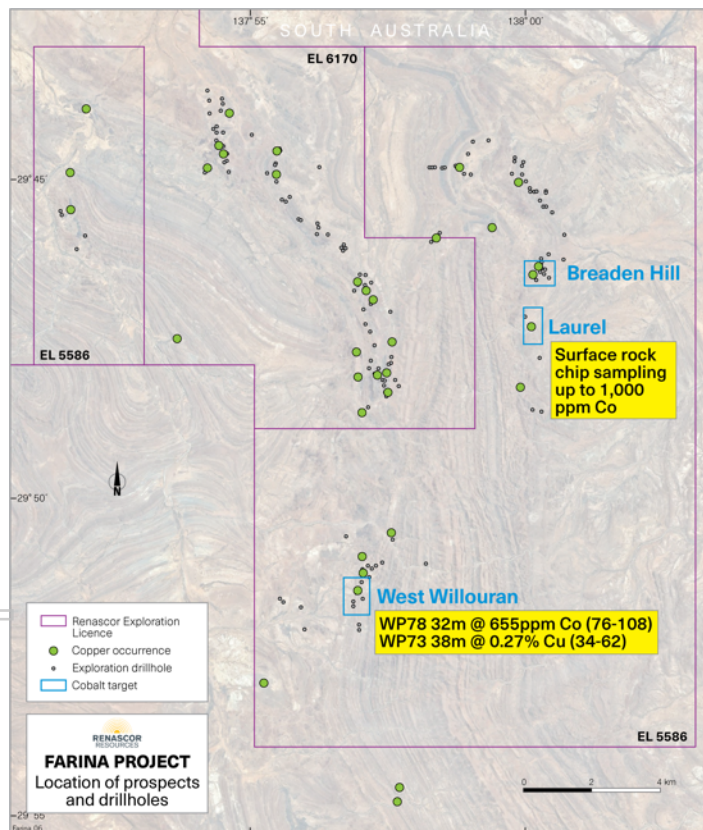 137°55
138°00
SOUTH AUSTRALIA
EL 6170
29°45
Breaden Hill
Laurel
EL 5586
Surface rock
chip sampling
up to 1,000
ppm Co
N
29°50
West Willouran
WP78 32m @ 655ppm Co (76-108)
WP73 38m @ 0.27% Cu (34-62)
Renascor Exploration
Licence
Copper occurrence
Exploration drillhole
Cobalt target
RENASCOR
RESOURCES
FARINA PROJECT
Location of prospects
and drillholes
EL 5586
0 2 4 km
29°55
Farina 06